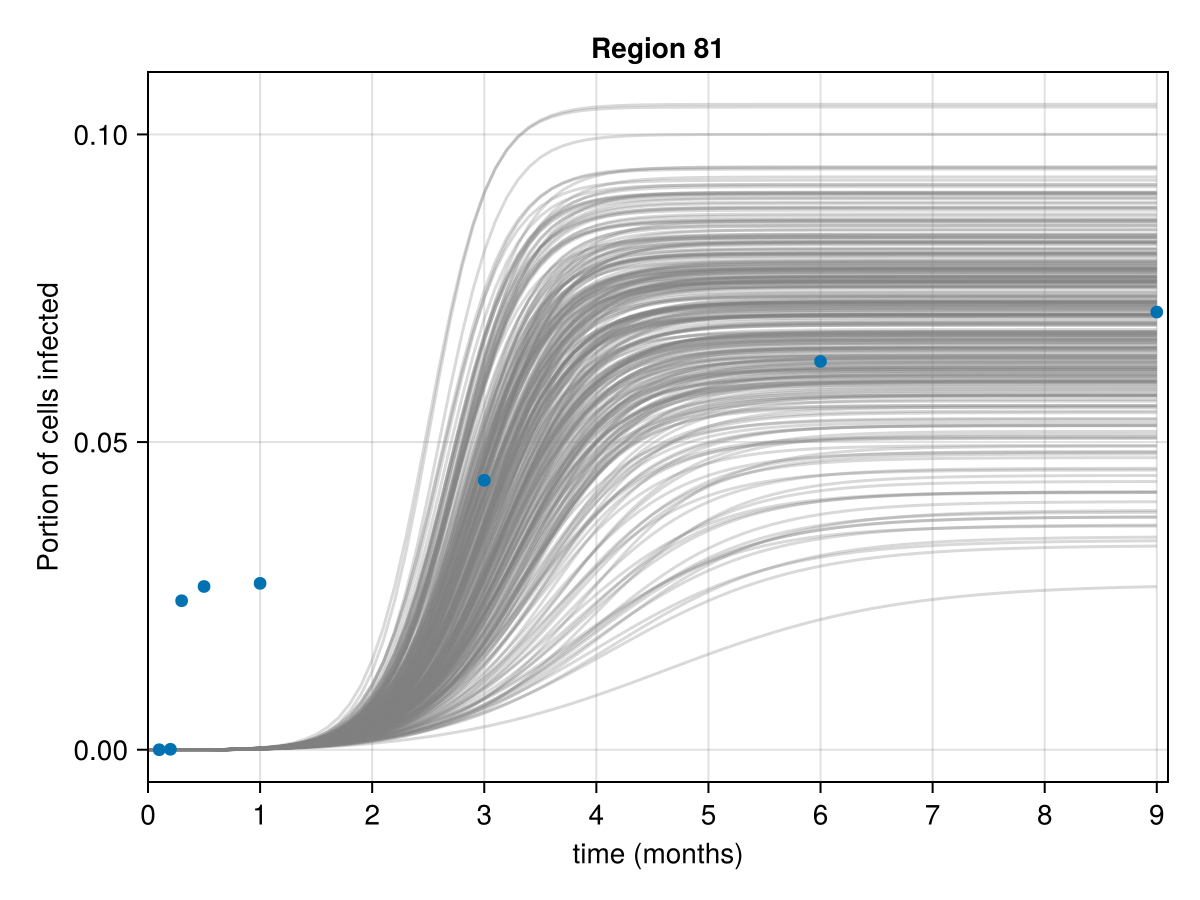 Region 81
Portion of cells infected
0.10
0.05
0.00
0 1 2 3 4 5 6 7 8 9
time (months)